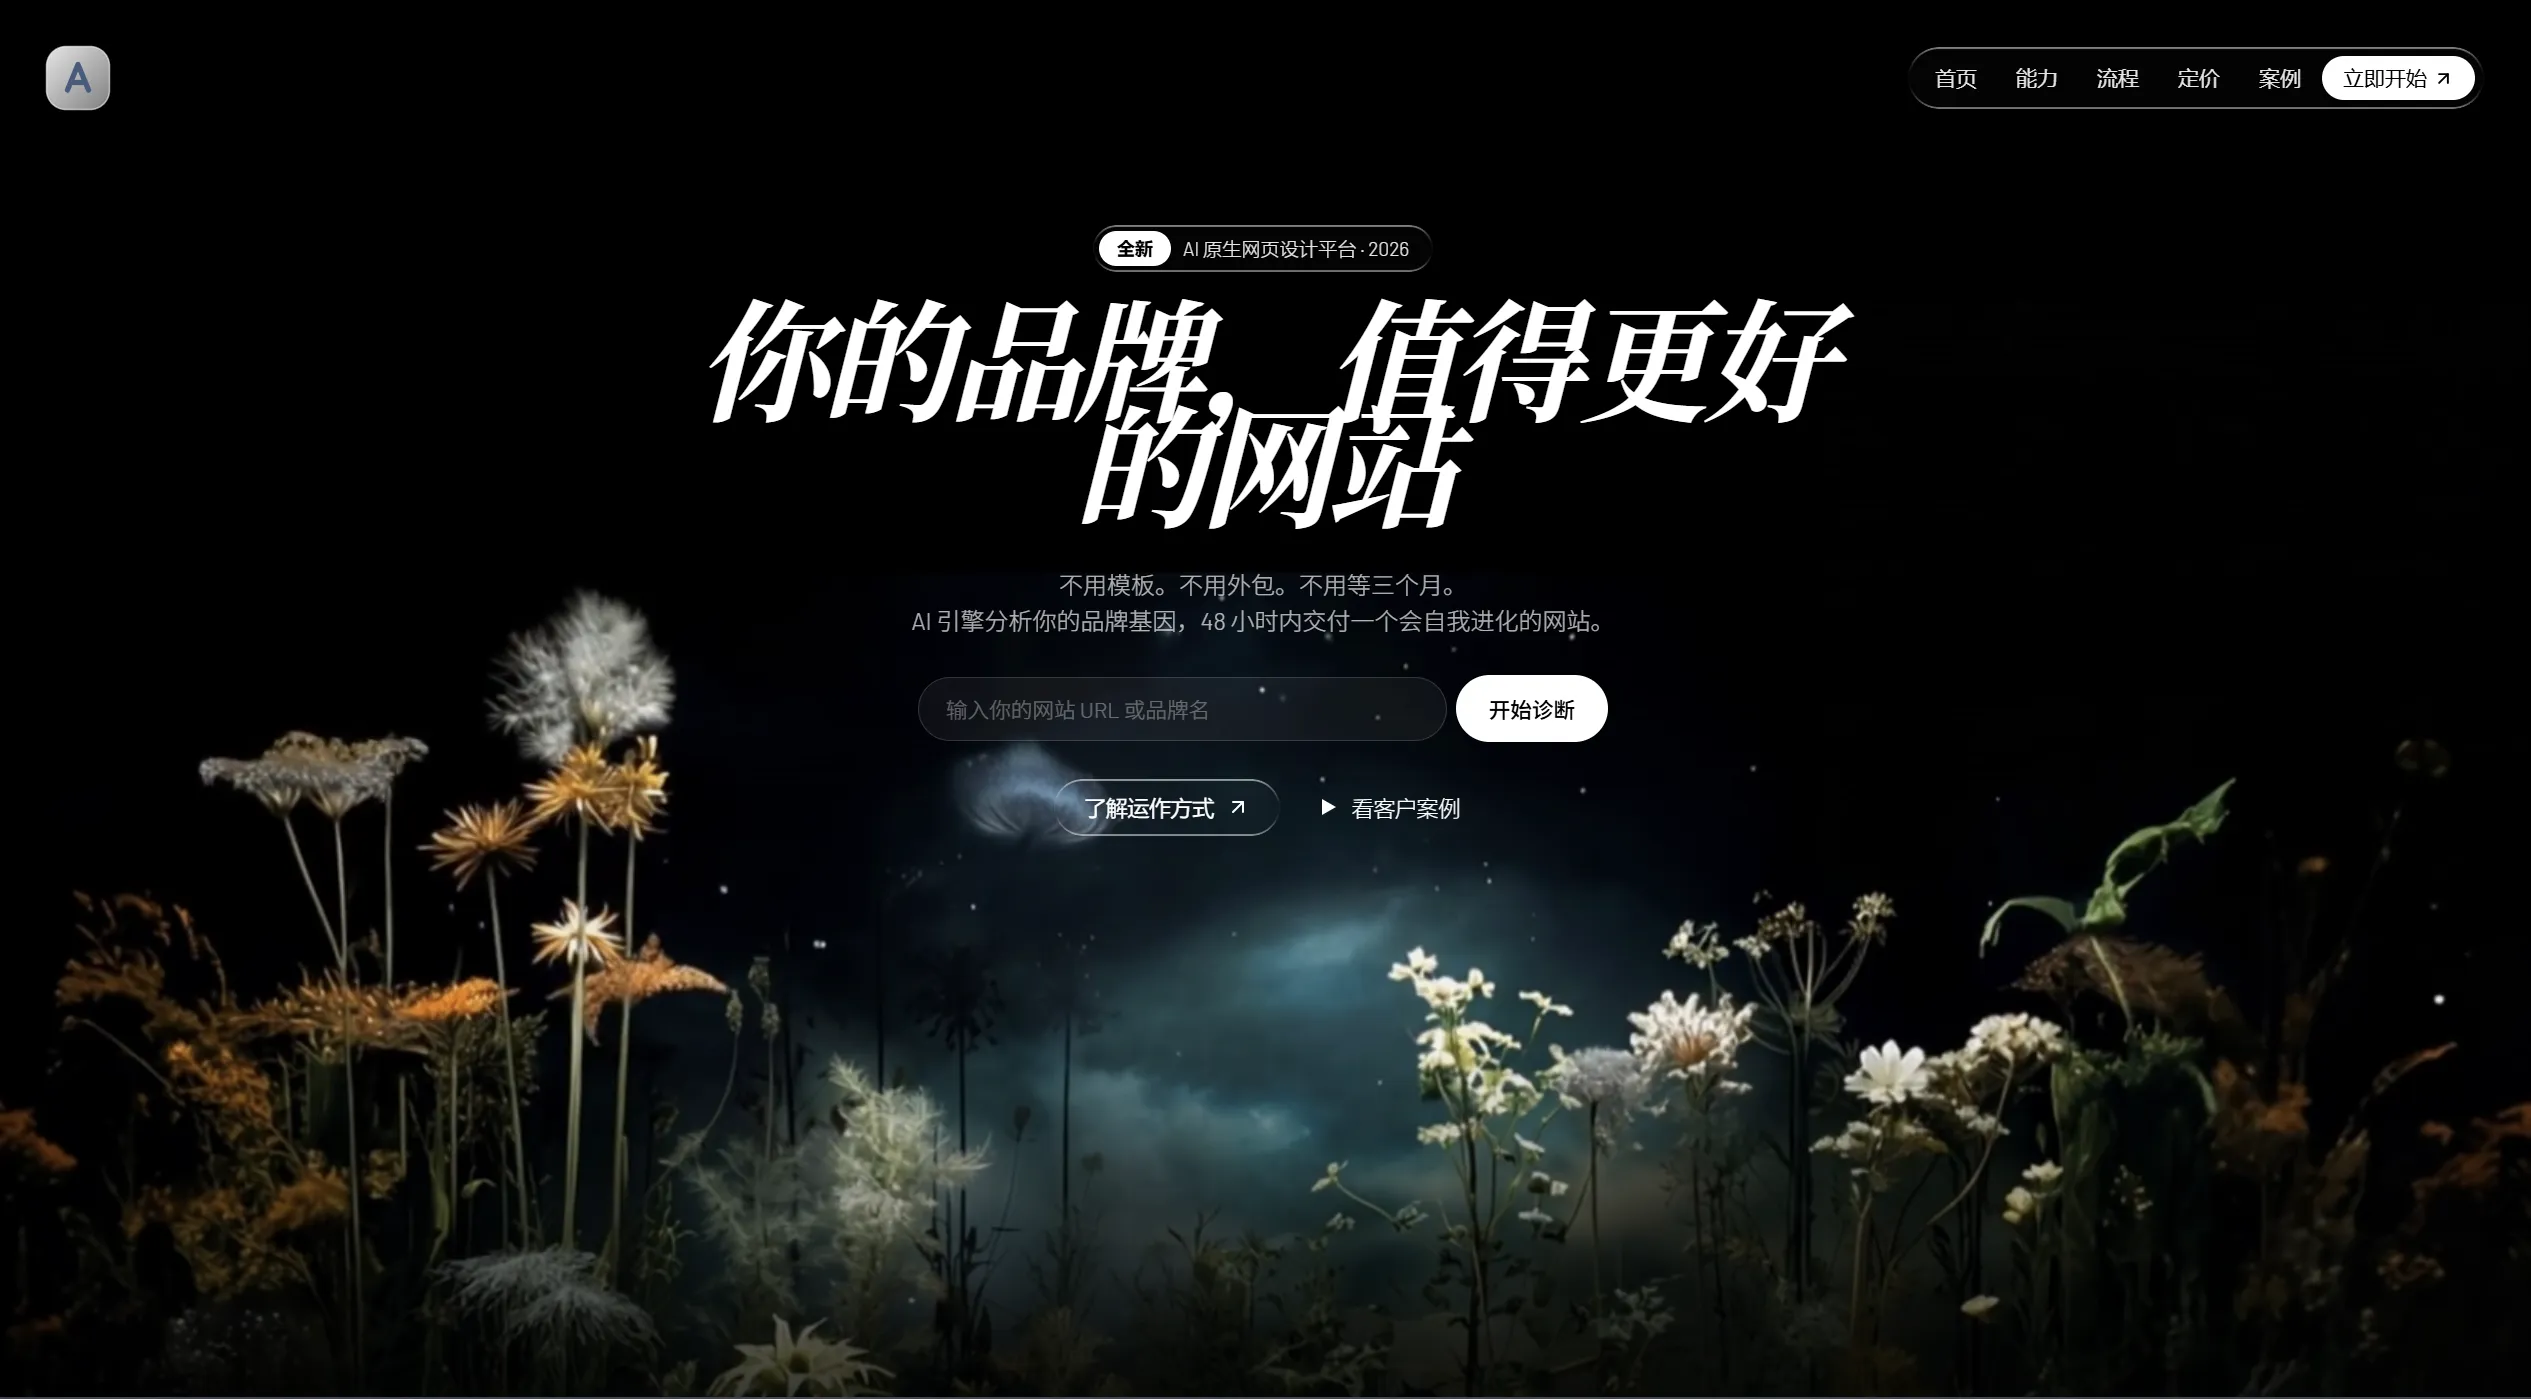 A
首页 能力 流程 定价 案例 立即开始
全新 AI 原生网页设计平台 · 2026
你的品牌，值得更好
的网站
不用模板。不用外包。不用等三个月。
AI 引擎分析你的品牌基因，48 小时内交付一个会自我进化的网站。
输入你的网站 URL 或品牌名 开始诊断
了解运作方式 看客户案例